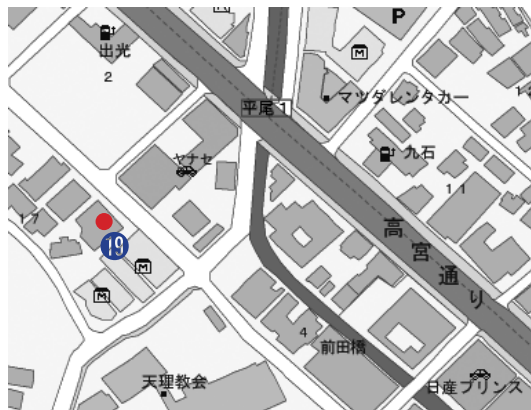 P
出光
2
マツダレンタカー
平尾1
九石
ヤナセ
11
17
高宮通り
19
4
前田橋
天理教会
日産プリンス